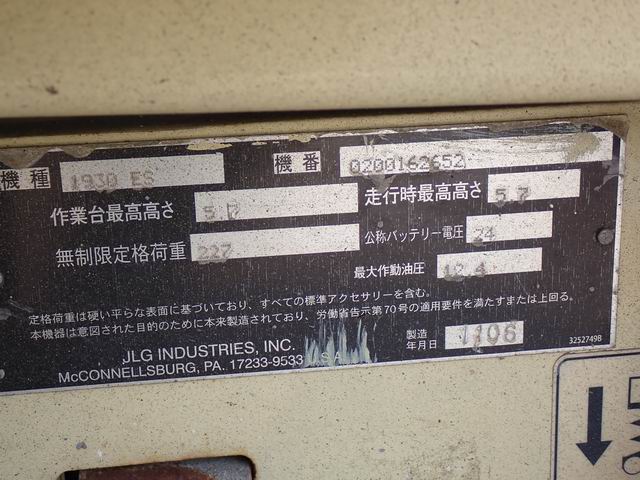 機種 1930 ES 機番 0200162652
作業台最高高さ 5.7 走行時最高高さ 5.7
無制限定格荷重 227 公称バッテリー電圧 24
最大作動油圧 12.4
定格荷重は硬い平らな表面に基づいており、すべての標準アクセサリーを含む。
本機器は意図された目的のために本来製造されており、労働省告示第70号の適用要件を満たすまたは上回る。
JLG INDUSTRIES, INC. 製造年月日 1106
McCONNELLSBURG, PA. 17233-9533 USA
3252749B